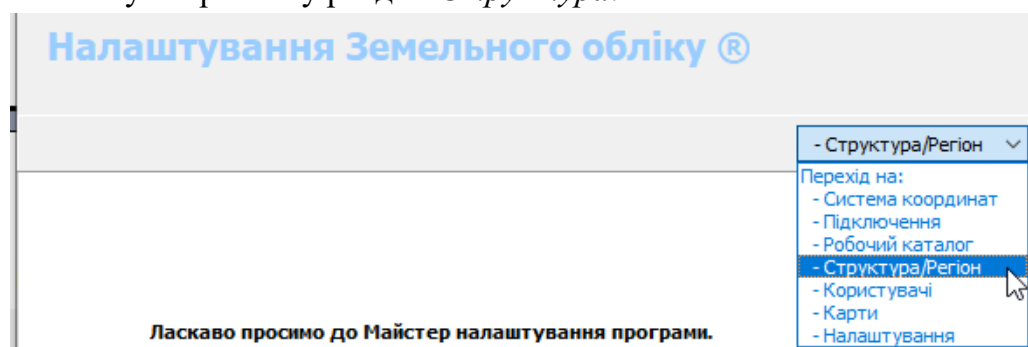 Налаштування Земельного обліку ®
- Структура/Регіон
Перехід на:
- Система координат
- Підключення
- Робочий каталог
- Структура/Регіон
- Користувачі
- Карти
- Налаштування
Ласкаво просимо до Майстер налаштування програми.